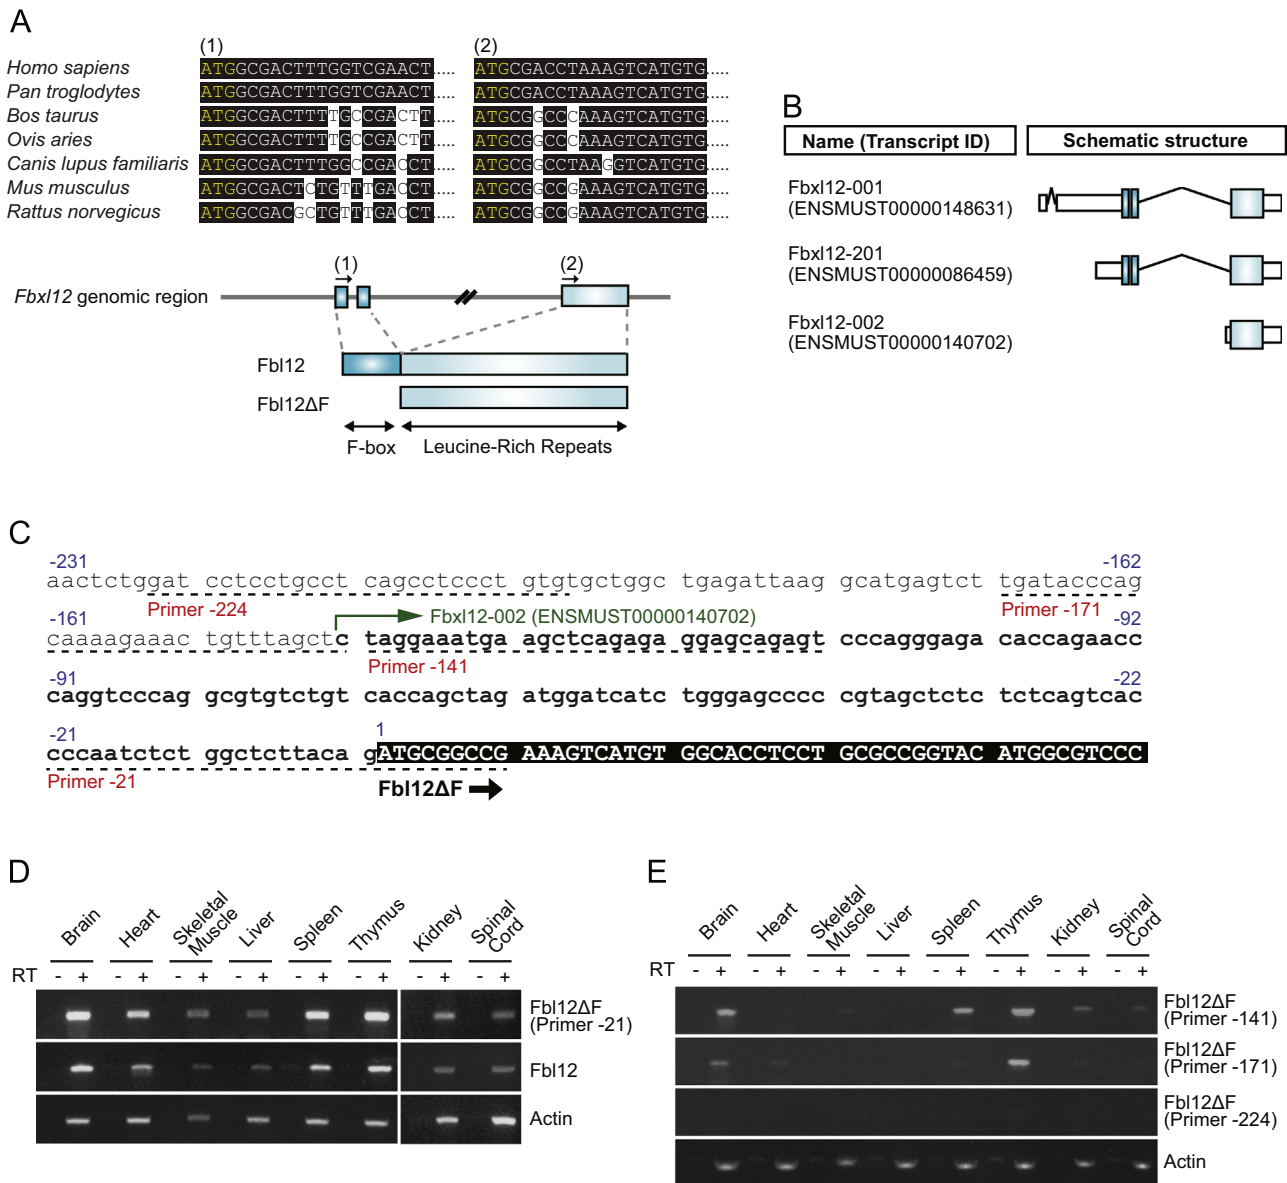 A
(1) (2)
Homo sapiens ATGGCGACTTTGGTCGAACT..... ATGCGACCTAAAGTCATGTG.....
Pan troglodytes ATGGCGACTTTGGTCGAACT..... ATGCGACCTAAAGTCATGTG.....
Bos taurus ATGGCGACTTTTGCCGACTT..... ATGCGGCCCAAAGTCATGTG.....
Ovis aries ATGGCGACTTTTGCCGACTT..... ATGCGGCCCAAAGTCATGTG.....
Canis lupus familiaris ATGGCGACTTTGGCCGACCT..... ATGCGGCCTAAGGTCATGTG.....
Mus musculus ATGGCGACTCTGTTTGACCT..... ATGCGGCCGAAAGTCATGTG.....
Rattus norvegicus ATGGCGACGCTGTTTGACCT..... ATGCGGCCGAAAGTCATGTG.....
(1) (2)
Fbxl12 genomic region
Fbl12
Fbl12ΔF
F-box Leucine-Rich Repeats
B
Name (Transcript ID) Schematic structure
Fbxl12-001
(ENSMUST00000148631)
Fbxl12-201
(ENSMUST00000086459)
Fbxl12-002
(ENSMUST00000140702)
C
-231 -162
aactctggat cctcctgcct cagcctccct gtgtgctggc tgagattaag gcatgagtct tgatacccag
Primer -224 Primer -171
-161 Fbxl12-002 (ENSMUST00000140702) -92
caaaagaaac tgtttagctc taggaaatga agctcagaga ggagcagagt cccagggaga caccagaacc
Primer -141
-91 -22
caggtcccag gcgtgtctgt caccagctag atggatcatc tgggagcccc cgtagctctc tctcagtcac
-21 1
cccaatctct ggctcttaca gATGCGGCCG AAAGTCATGT GGCACCTCCT GCGCCGGTAC ATGGCGTCCC
Primer -21
Fbl12ΔF
D
Brain Heart Skeletal Muscle Liver Spleen Thymus Kidney Spinal Cord
RT - + - + - + - + - + - + - + - +
Fbl12ΔF
(Primer -21)
Fbl12
Actin
E
Brain Heart Skeletal Muscle Liver Spleen Thymus Kidney Spinal Cord
RT - + - + - + - + - + - + - + - +
Fbl12ΔF
(Primer -141)
Fbl12ΔF
(Primer -171)
Fbl12ΔF
(Primer -224)
Actin